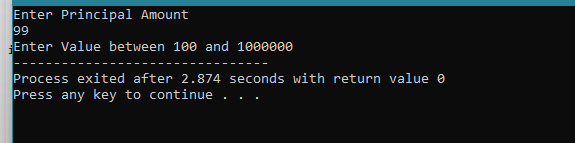 Enter Principal Amount
99
Enter Value between 100 and 1000000
--------------------------------
Process exited after 2.874 seconds with return value 0
Press any key to continue . . .